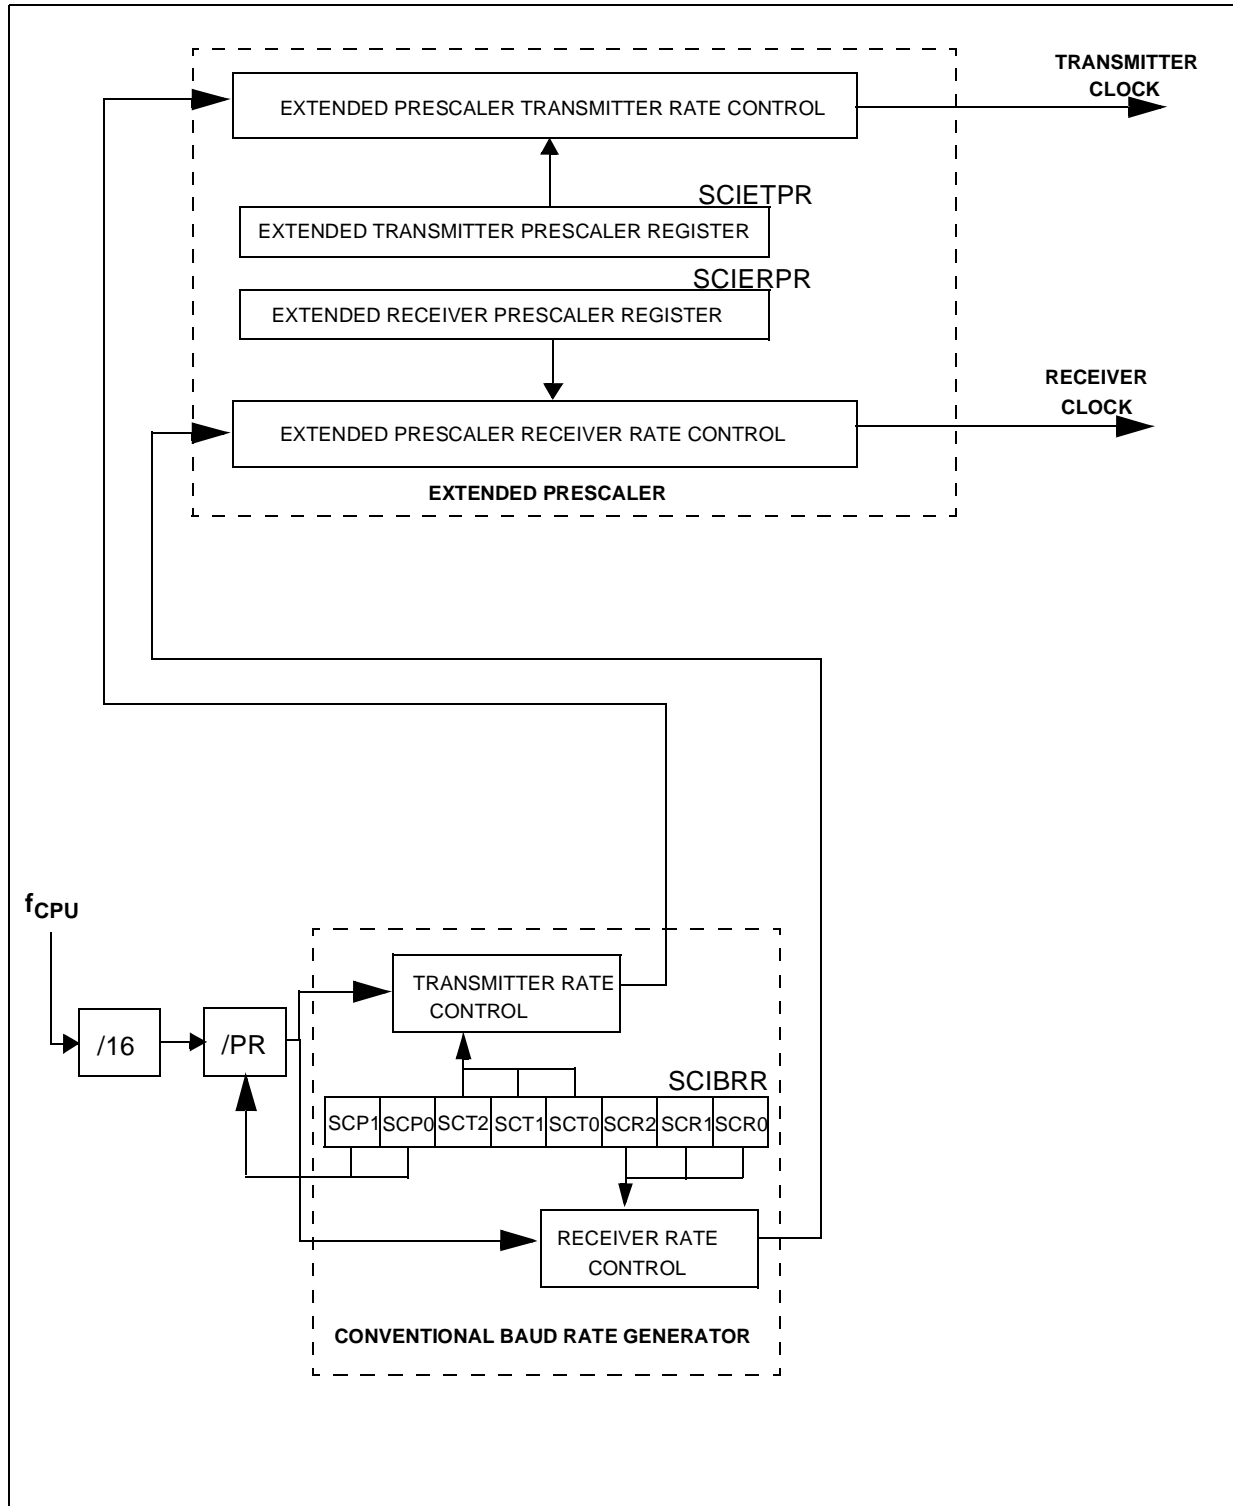 TRANSMITTER
CLOCK
EXTENDED PRESCALER TRANSMITTER RATE CONTROL
SCIETPR
EXTENDED TRANSMITTER PRESCALER REGISTER
SCIERPR
EXTENDED RECEIVER PRESCALER REGISTER
RECEIVER
CLOCK
EXTENDED PRESCALER RECEIVER RATE CONTROL
EXTENDED PRESCALER
fCPU
TRANSMITTER RATE
CONTROL
/16
/PR
SCIBRR
SCP1 SCP0 SCT2 SCT1 SCT0 SCR2 SCR1 SCR0
RECEIVER RATE
CONTROL
CONVENTIONAL BAUD RATE GENERATOR